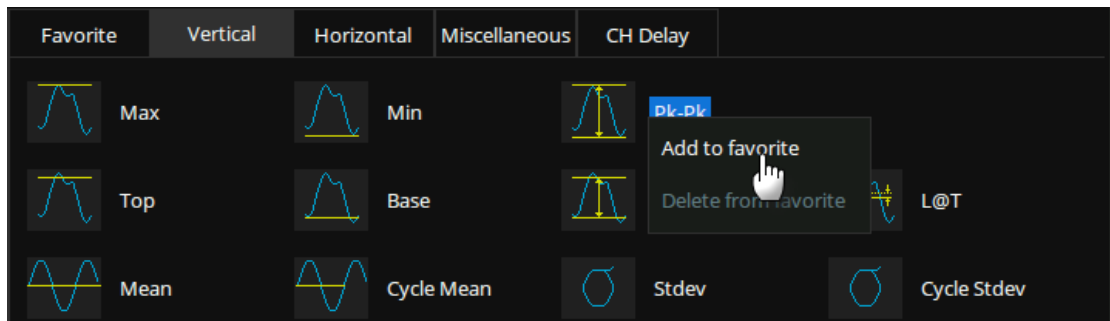 Favorite Vertical Horizontal Miscellaneous CH Delay
Max Min Pk-Pk
Add to favorite
Top Base Delete from favorite L@T
Mean Cycle Mean Stdev Cycle Stdev